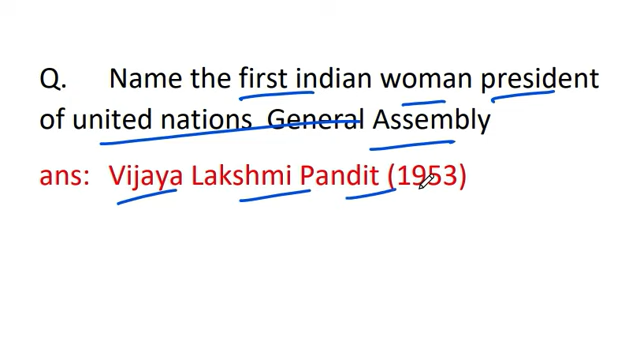 Q. Name the first indian woman president
of united nations General Assembly
ans: Vijaya Lakshmi Pandit (1953)